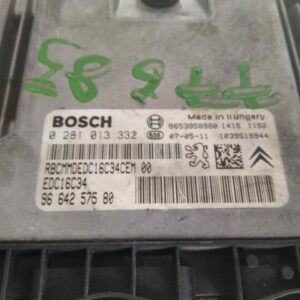 BOSCH
0 281 013 332
Made in Hungary
9653958980 1415 1192
07-05-11 1039S18944
RBCMMDEDC16C34CEM 00
EDC16C34
96 642 575 80